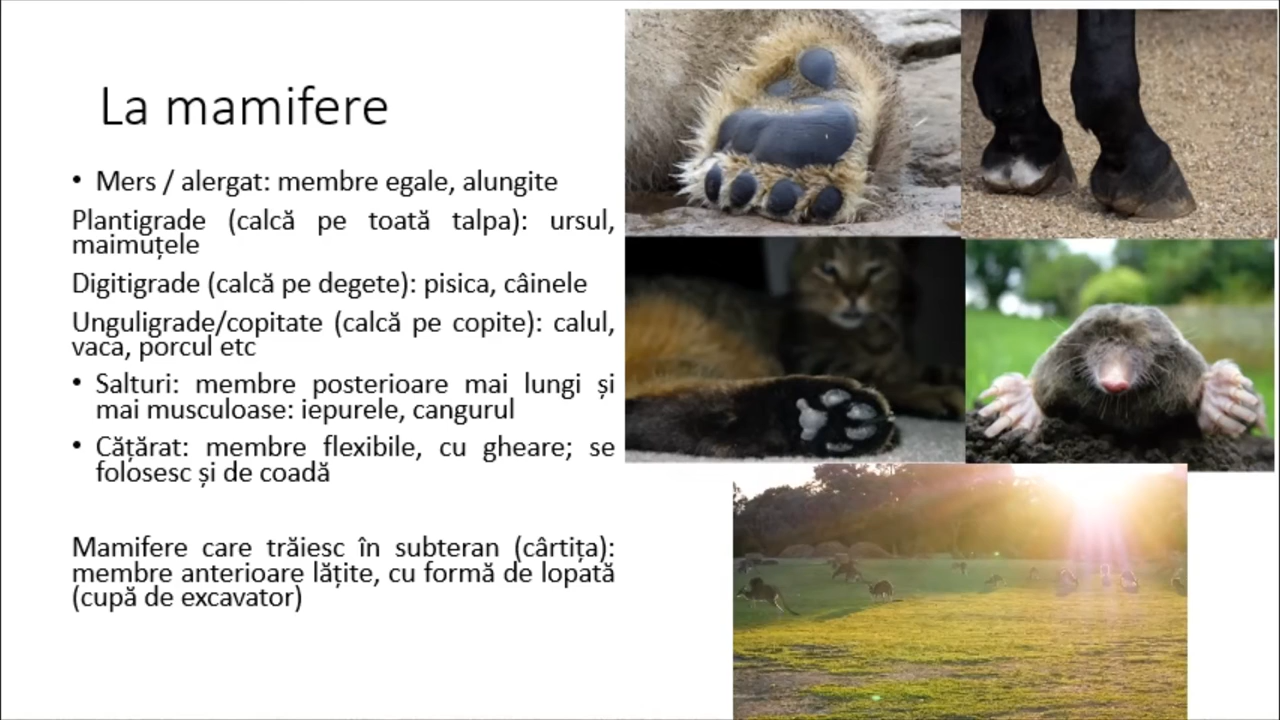 La mamifere
• Mers / alergat: membre egale, alungite
Plantigrade (calcă pe toată talpa): ursul,
maimuțele
Digitigrade (calcă pe degete): pisica, câinele
Unguligrade/copitate (calcă pe copite): calul,
vaca, porcul etc
• Salturi: membre posterioare mai lungi și
mai musculoase: iepurele, cangurul
• Cățărat: membre flexibile, cu gheare; se
folosesc și de coadă
Mamifere care trăiesc în subteran (cârtița):
membre anterioare lățite, cu formă de lopată
(cupă de excavator)